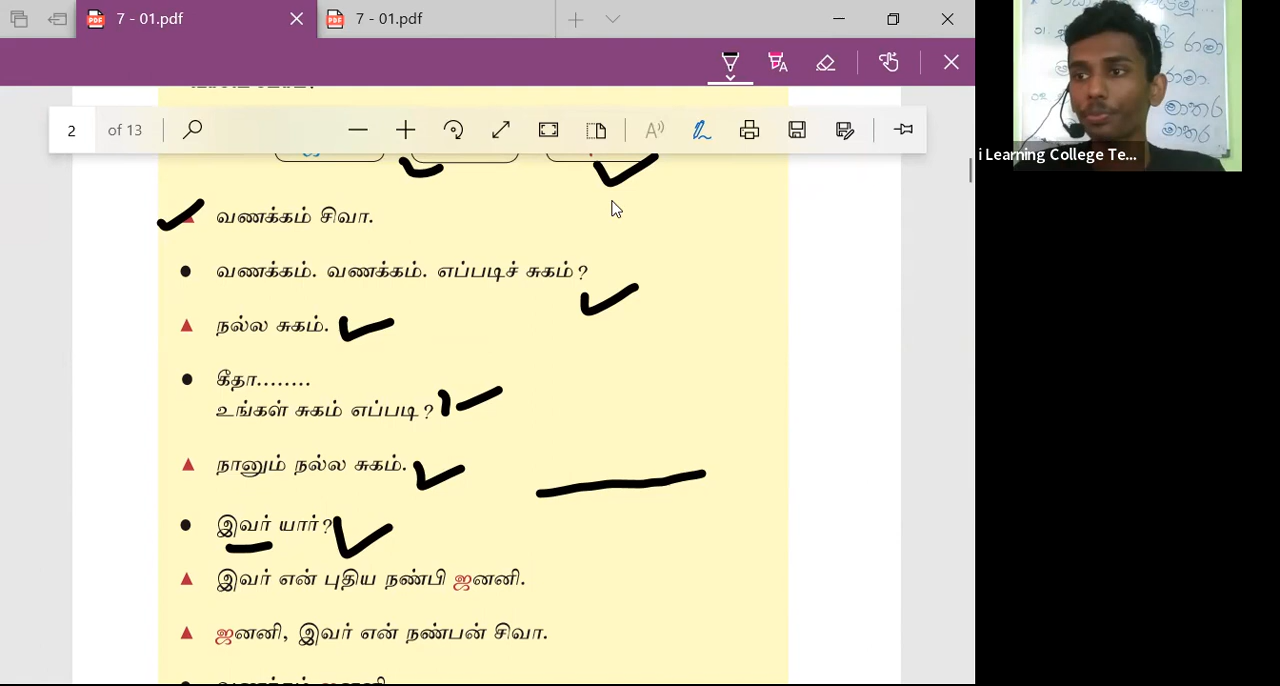 7 - 01.pdf
7 - 01.pdf
2 of 13
வணக்கம் சிவா.
வணக்கம். வணக்கம். எப்படிச் சுகம்?
நல்ல சுகம்.
கீதா........
உங்கள் சுகம் எப்படி?
நானும் நல்ல சுகம்.
இவர் யார்?
இவர் என் புதிய நண்பி ஜனனி.
ஜனனி, இவர் என் நண்பன் சிவா.
රාමා
රාමා.
මාතර
මාතර
i Learning College Te...